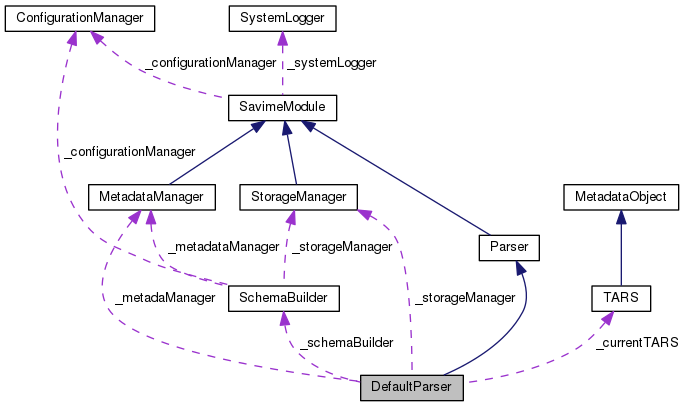 ConfigurationManager
SystemLogger
_configurationManager
_systemLogger
SavimeModule
_configurationManager
MetadataManager
StorageManager
MetadataObject
_metadataManager
_storageManager
Parser
_metadaManager
SchemaBuilder
_storageManager
TARS
_schemaBuilder
_currentTARS
DefaultParser